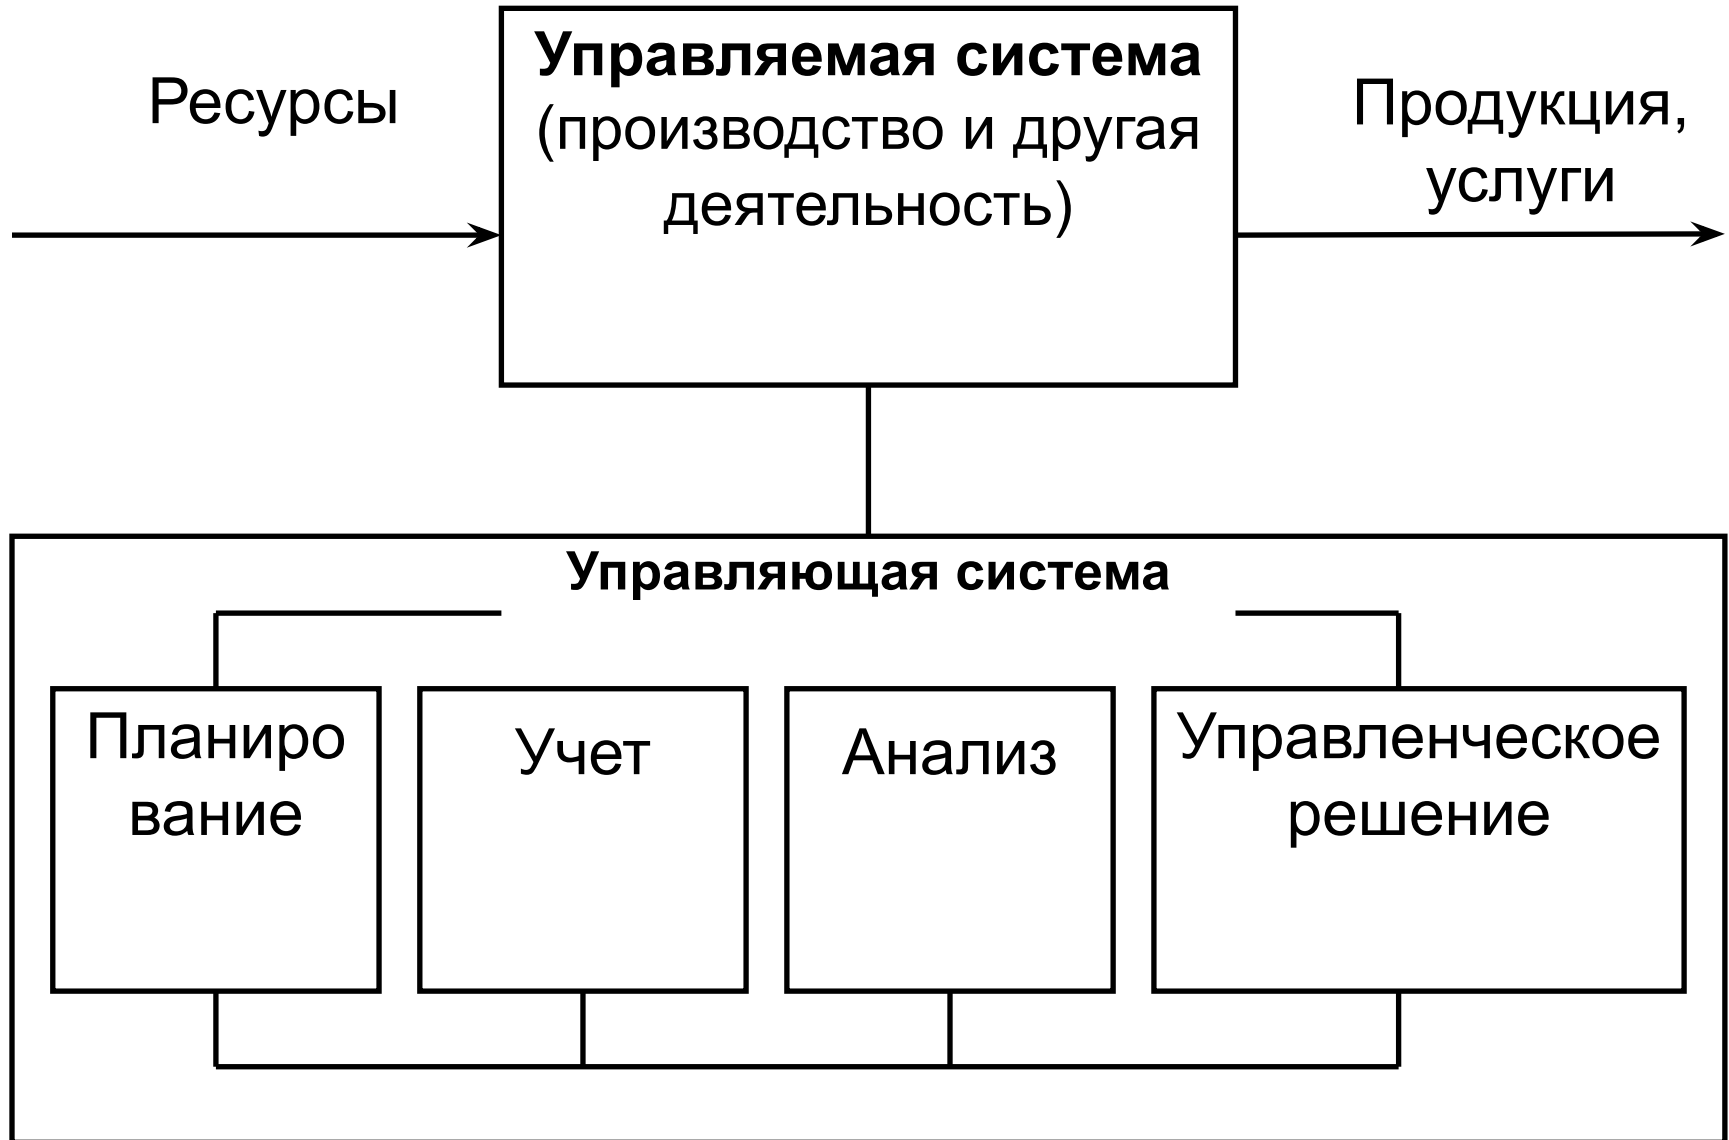 Ресурсы
Управляемая система
(производство и другая
деятельность)
Продукция,
услуги
Управляющая система
Планиро
вание
Учет
Анализ
Управленческое
решение